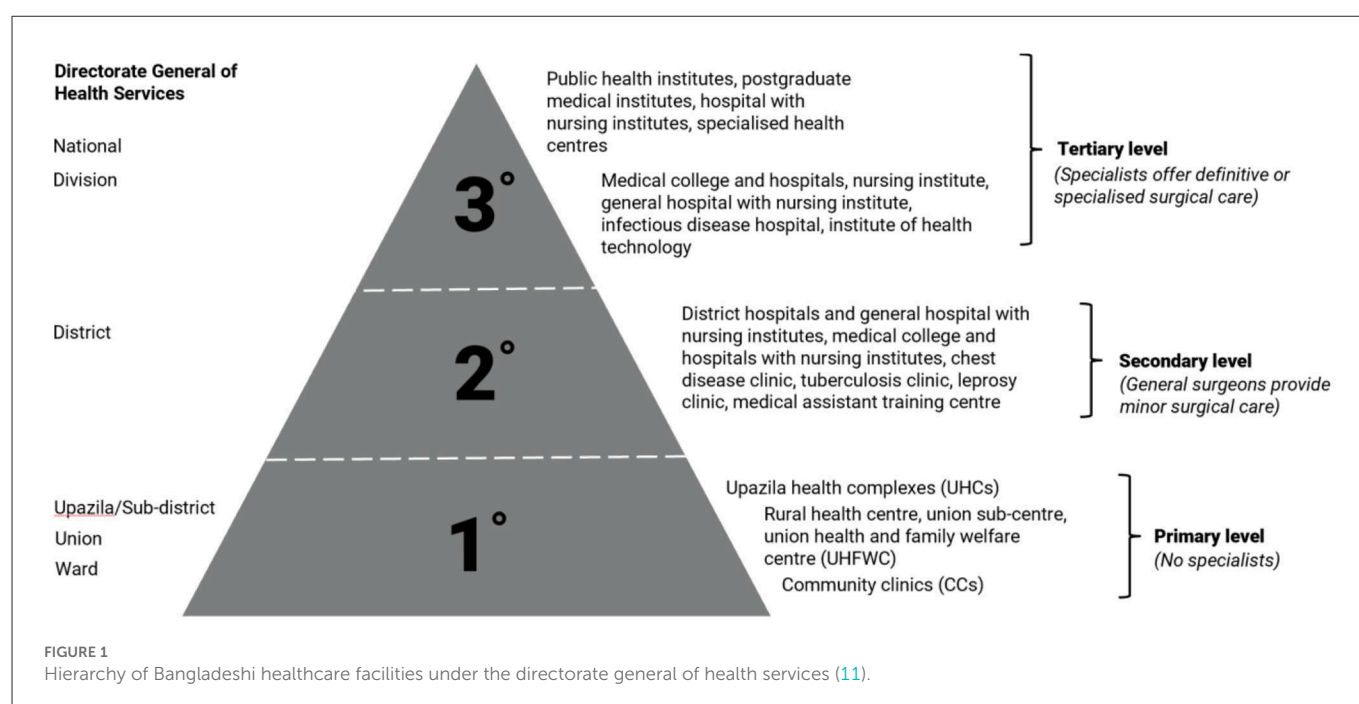 Directorate General of
Health Services
National
Division
District
Upazila/Sub-district
Union
Ward
3°
2°
1°
Public health institutes, postgraduate
medical institutes, hospital with
nursing institutes, specialised health
centres
Medical college and hospitals, nursing institute,
general hospital with nursing institute,
infectious disease hospital, institute of health
technology
District hospitals and general hospital with
nursing institutes, medical college and
hospitals with nursing institutes, chest
disease clinic, tuberculosis clinic, leprosy
clinic, medical assistant training centre
Upazila health complexes (UHCs)
Rural health centre, union sub-centre,
union health and family welfare
centre (UHFWC)
Community clinics (CCs)
Tertiary level
(Specialists offer definitive or
specialised surgical care)
Secondary level
(General surgeons provide
minor surgical care)
Primary level
(No specialists)
FIGURE 1
Hierarchy of Bangladeshi healthcare facilities under the directorate general of health services (11).